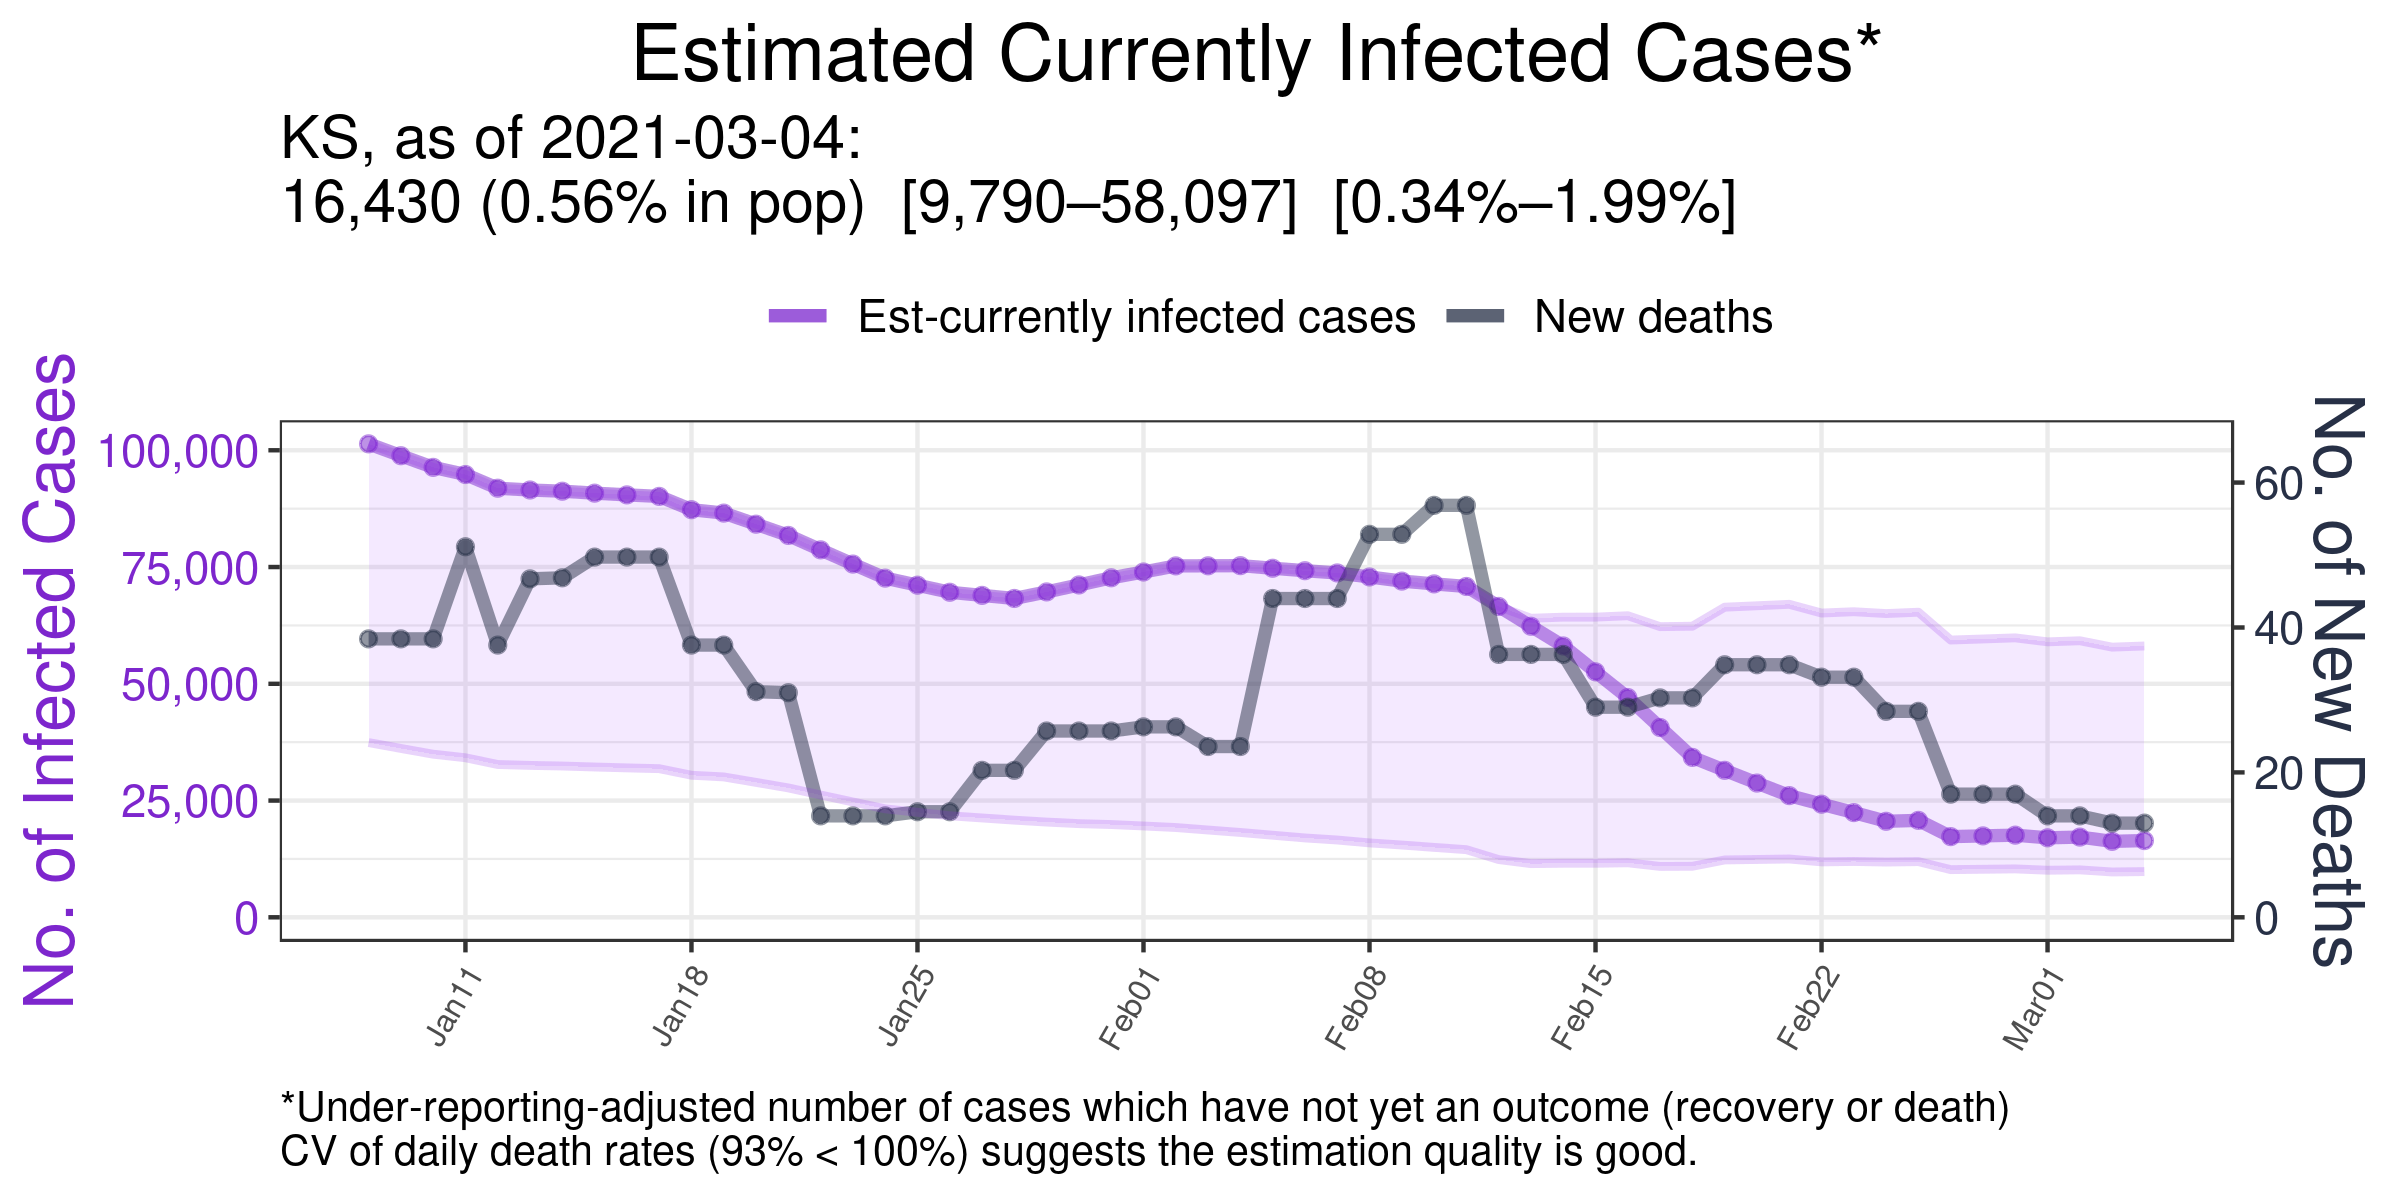 Estimated Currently Infected Cases*
KS, as of 2021-03-04:
16,430 (0.56% in pop)  [9,790–58,097]  [0.34%–1.99%]
Est-currently infected cases
New deaths
No. of Infected Cases
100,000
75,000
50,000
25,000
0
No. of New Deaths
60
40
20
0
Jan11
Jan18
Jan25
Feb01
Feb08
Feb15
Feb22
Mar01
*Under-reporting-adjusted number of cases which have not yet an outcome (recovery or death)
CV of daily death rates (93% < 100%) suggests the estimation quality is good.